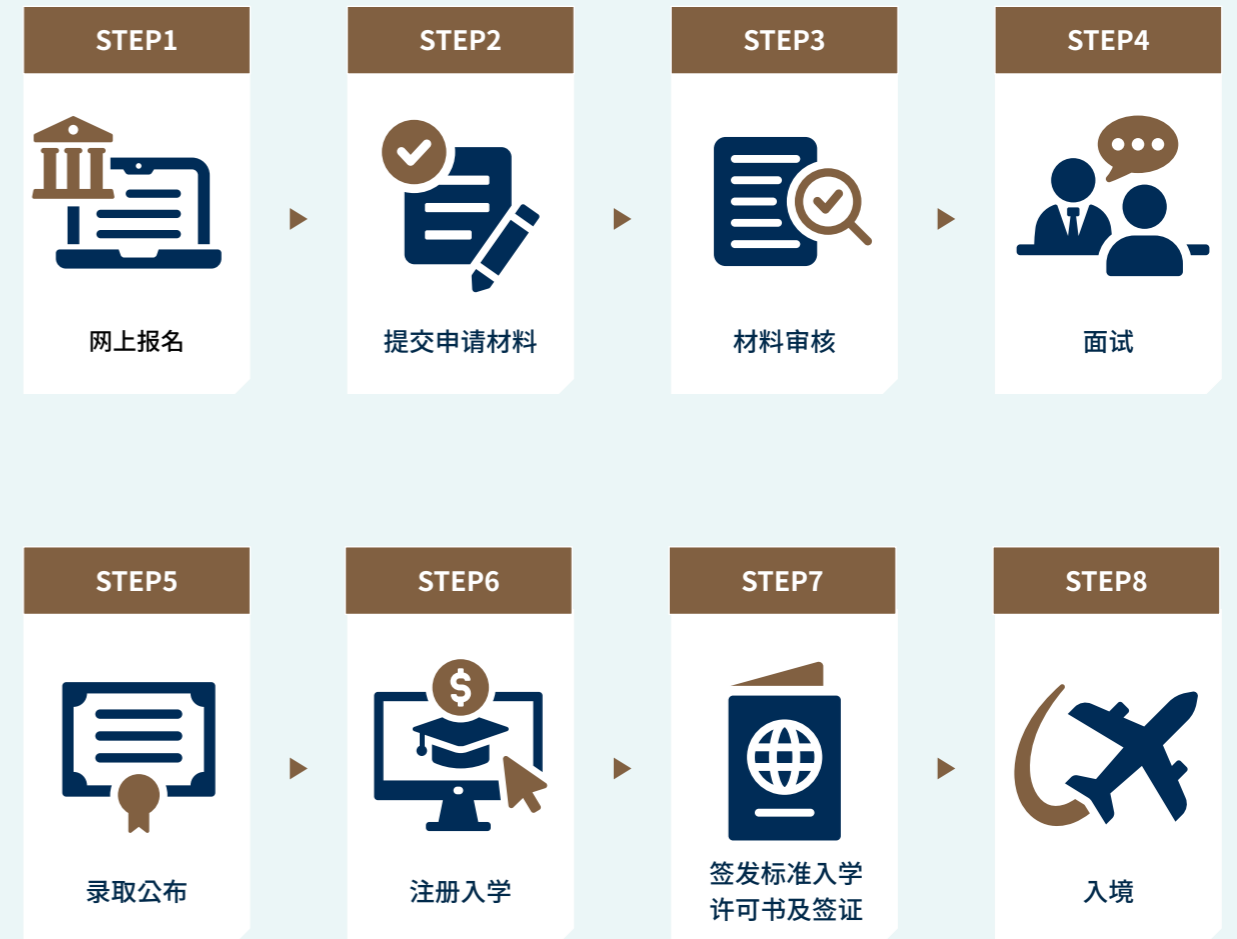 STEP1
STEP2
STEP3
STEP4
网上报名
提交申请材料
材料审核
面试
STEP5
STEP6
STEP7
STEP8
录取公布
注册入学
签发标准入学
许可书及签证
入境